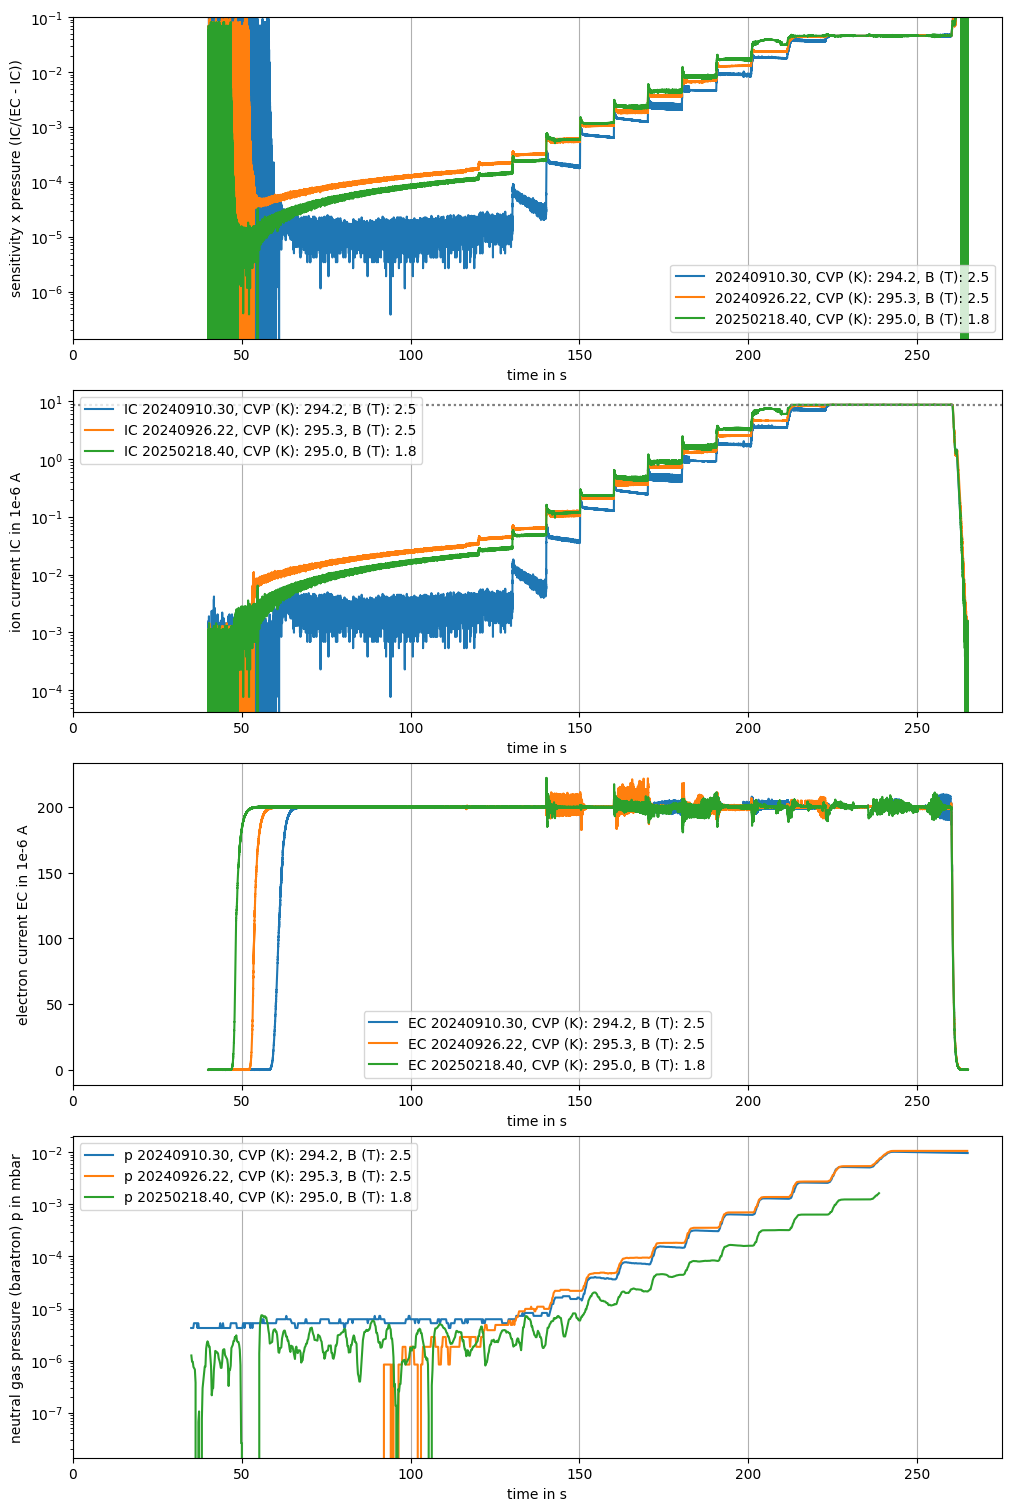 sensitivity x pressure (IC/(EC - IC))
10⁻¹
10⁻²
10⁻³
10⁻⁴
10⁻⁵
10⁻⁶
20240910.30, CVP (K): 294.2, B (T): 2.5
20240926.22, CVP (K): 295.3, B (T): 2.5
20250218.40, CVP (K): 295.0, B (T): 1.8
0 50 100 150 200 250
time in s
ion current IC in 1e-6 A
10¹
10⁰
10⁻¹
10⁻²
10⁻³
10⁻⁴
IC 20240910.30, CVP (K): 294.2, B (T): 2.5
IC 20240926.22, CVP (K): 295.3, B (T): 2.5
IC 20250218.40, CVP (K): 295.0, B (T): 1.8
0 50 100 150 200 250
time in s
electron current EC in 1e-6 A
200
150
100
50
0
EC 20240910.30, CVP (K): 294.2, B (T): 2.5
EC 20240926.22, CVP (K): 295.3, B (T): 2.5
EC 20250218.40, CVP (K): 295.0, B (T): 1.8
0 50 100 150 200 250
time in s
neutral gas pressure (baratron) p in mbar
10⁻²
10⁻³
10⁻⁴
10⁻⁵
10⁻⁶
10⁻⁷
p 20240910.30, CVP (K): 294.2, B (T): 2.5
p 20240926.22, CVP (K): 295.3, B (T): 2.5
p 20250218.40, CVP (K): 295.0, B (T): 1.8
0 50 100 150 200 250
time in s